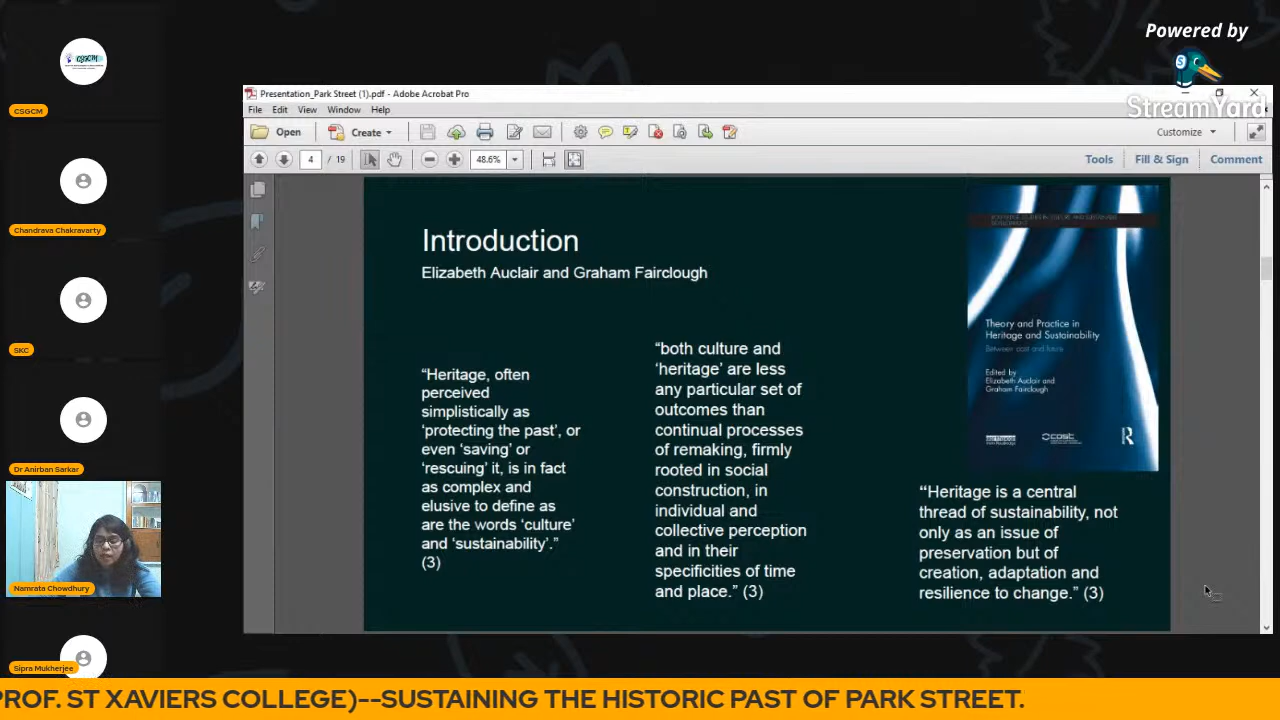 Powered by
StreamYard
CSGCM
CSGCM
Chandrava Chakravarty
SKC
Dr Anirban Sarkar
Namrata Chowdhury
Sipra Mukherjee
Presentation_Park Street (1).pdf - Adobe Acrobat Pro
File Edit View Window Help
Open Create Customize
4 / 19 48.6% Tools Fill & Sign Comment
Introduction
Elizabeth Auclair and Graham Fairclough
“Heritage, often
perceived
simplistically as
‘protecting the past’, or
even ‘saving’ or
‘rescuing’ it, is in fact
as complex and
elusive to define as
are the words ‘culture’
and ‘sustainability’.”
(3)
“both culture and
‘heritage’ are less
any particular set of
outcomes than
continual processes
of remaking, firmly
rooted in social
construction, in
individual and
collective perception
and in their
specificities of time
and place.” (3)
Theory and Practice in
Heritage and Sustainability
Between past and future
Edited by
Elizabeth Auclair and
Graham Fairclough
cost
R
“Heritage is a central
thread of sustainability, not
only as an issue of
preservation but of
creation, adaptation and
resilience to change.” (3)
PROF. ST XAVIERS COLLEGE)--SUSTAINING THE HISTORIC PAST OF PARK STREET.